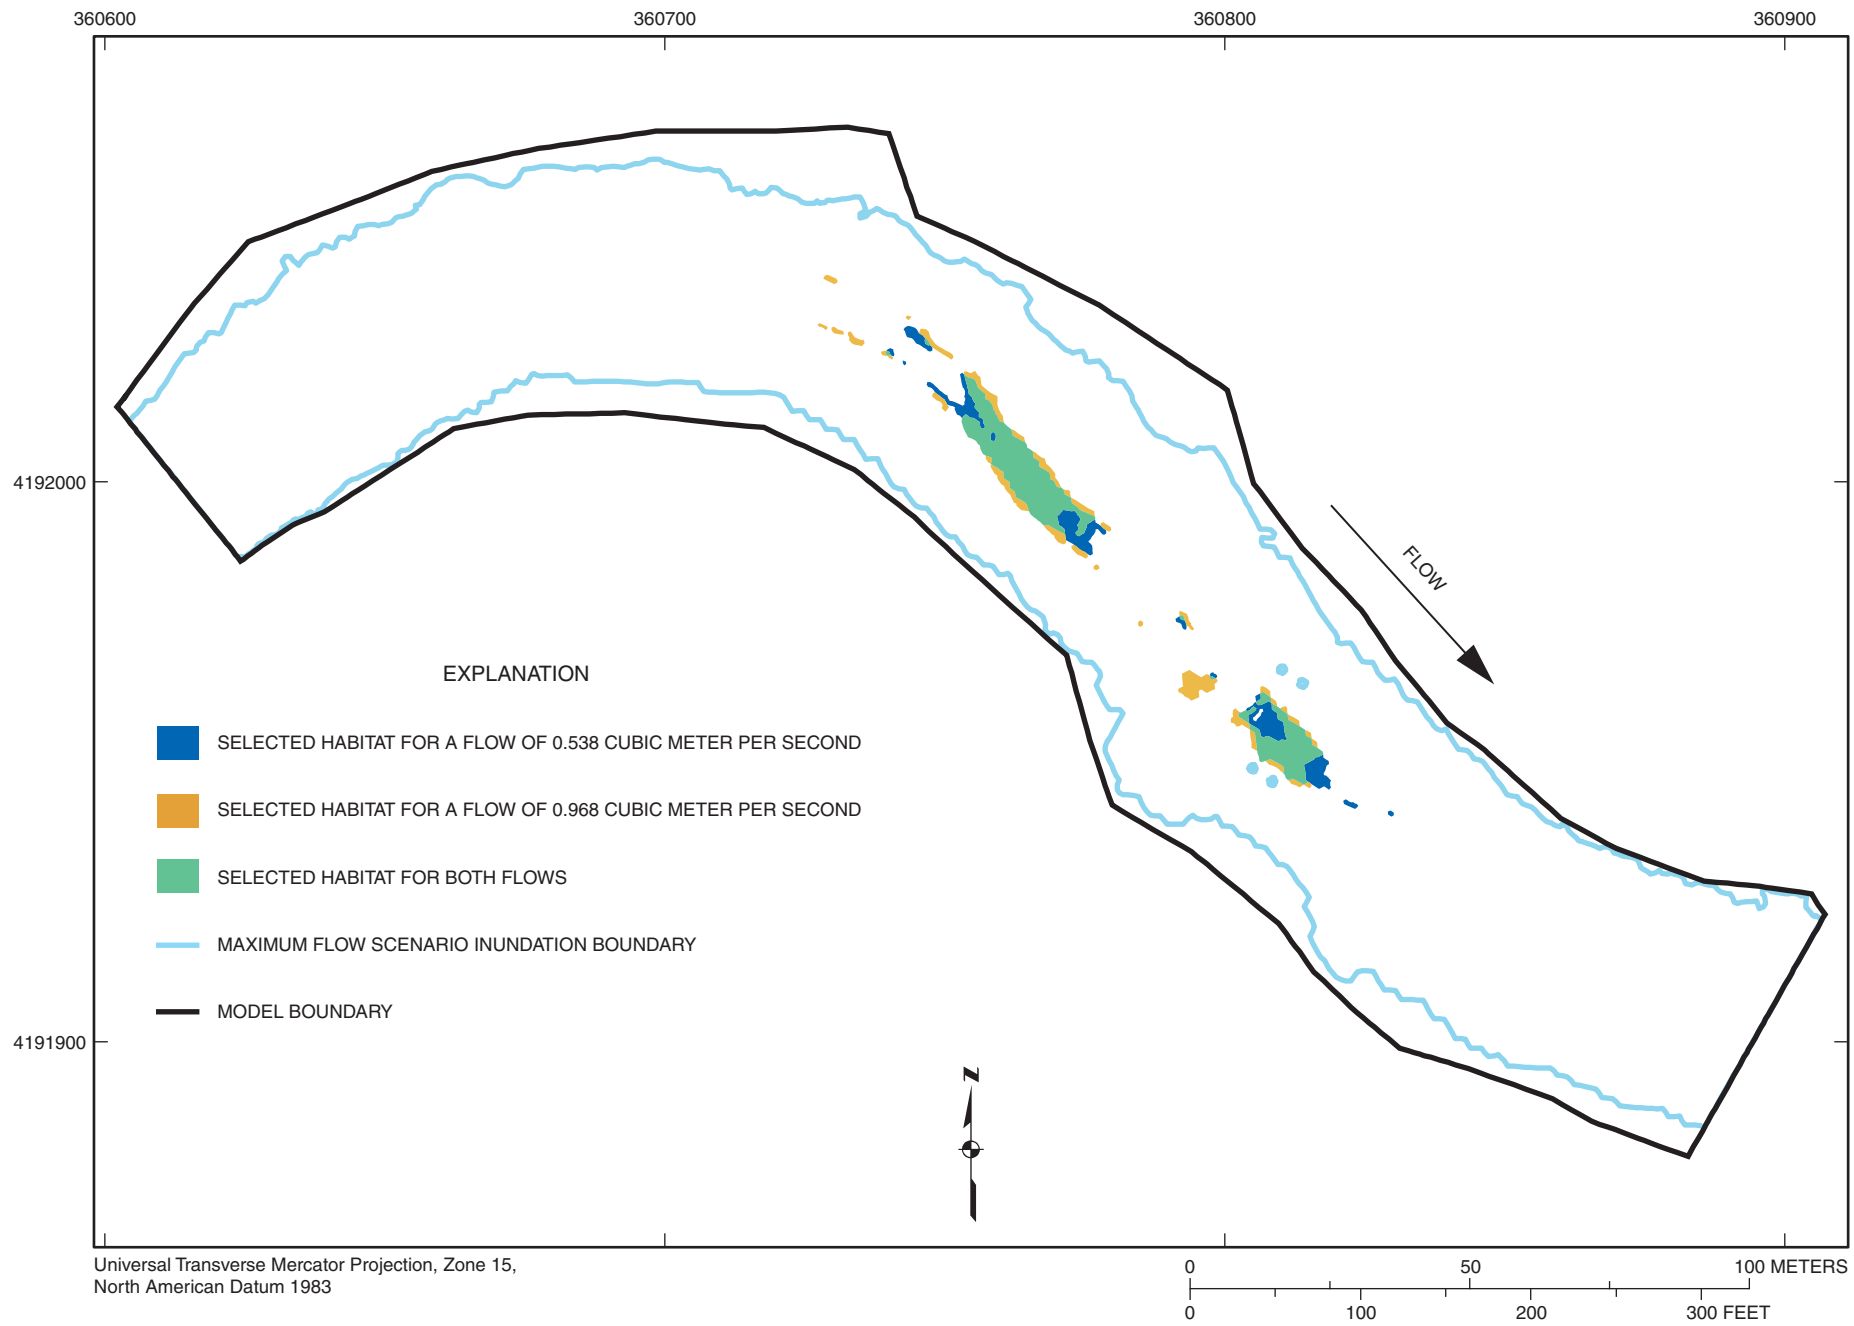 360600 360700 360800 360900
4192000
FLOW
EXPLANATION
SELECTED HABITAT FOR A FLOW OF 0.538 CUBIC METER PER SECOND
SELECTED HABITAT FOR A FLOW OF 0.968 CUBIC METER PER SECOND
SELECTED HABITAT FOR BOTH FLOWS
MAXIMUM FLOW SCENARIO INUNDATION BOUNDARY
MODEL BOUNDARY
4191900
N
Universal Transverse Mercator Projection, Zone 15,
North American Datum 1983
0 50 100 METERS
0 100 200 300 FEET